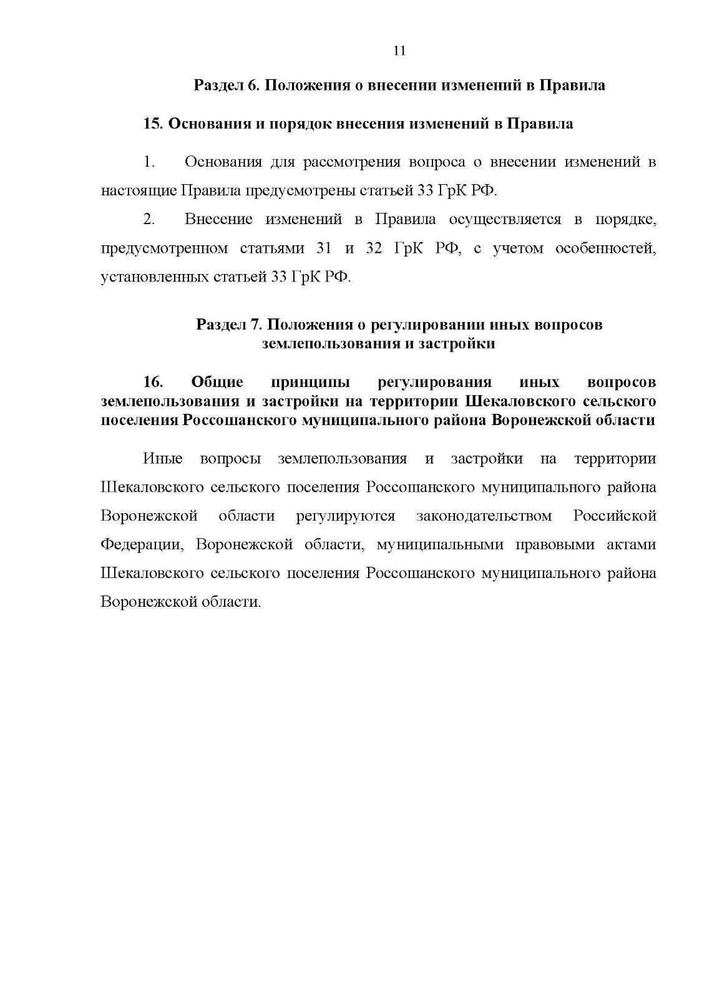 11
Раздел 6. Положения о внесении изменений в Правила
15. Основания и порядок внесения изменений в Правила
1. Основания для рассмотрения вопроса о внесении изменений в
настоящие Правила предусмотрены статьей 33 ГрК РФ.
2. Внесение изменений в Правила осуществляется в порядке,
предусмотренном статьями 31 и 32 ГрК РФ, с учетом особенностей,
установленных статьей 33 ГрК РФ.
Раздел 7. Положения о регулировании иных вопросов
землепользования и застройки
16. Общие принципы регулирования иных вопросов
землепользования и застройки на территории Шекаловского сельского
поселения Россошанского муниципального района Воронежской области
Иные вопросы землепользования и застройки на территории
Шекаловского сельского поселения Россошанского муниципального района
Воронежской области регулируются законодательством Российской
Федерации, Воронежской области, муниципальными правовыми актами
Шекаловского сельского поселения Россошанского муниципального района
Воронежской области.